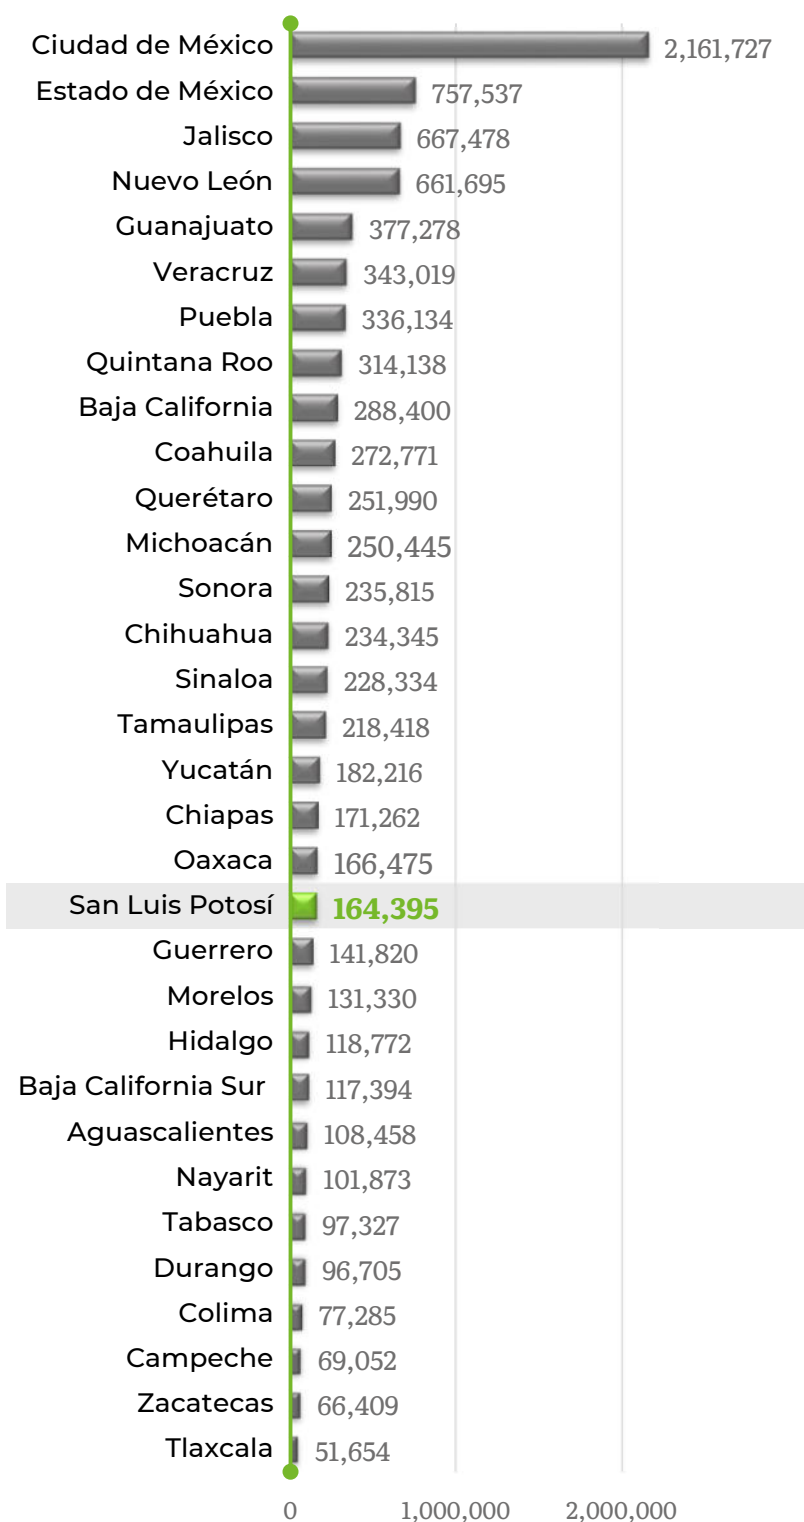 Ciudad de México 2,161,727
Estado de México 757,537
Jalisco 667,478
Nuevo León 661,695
Guanajuato 377,278
Veracruz 343,019
Puebla 336,134
Quintana Roo 314,138
Baja California 288,400
Coahuila 272,771
Querétaro 251,990
Michoacán 250,445
Sonora 235,815
Chihuahua 234,345
Sinaloa 228,334
Tamaulipas 218,418
Yucatán 182,216
Chiapas 171,262
Oaxaca 166,475
San Luis Potosí 164,395
Guerrero 141,820
Morelos 131,330
Hidalgo 118,772
Baja California Sur 117,394
Aguascalientes 108,458
Nayarit 101,873
Tabasco 97,327
Durango 96,705
Colima 77,285
Campeche 69,052
Zacatecas 66,409
Tlaxcala 51,654
0 1,000,000 2,000,000